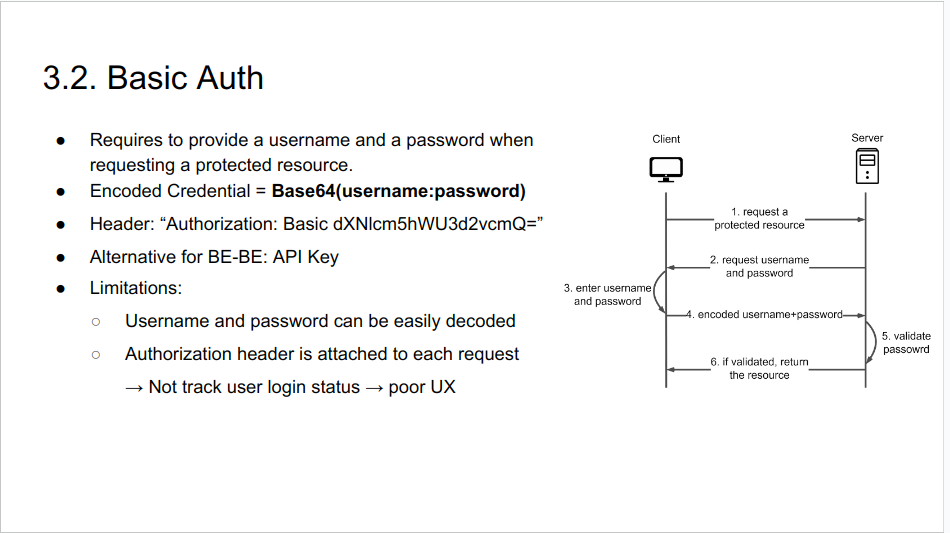 3.2. Basic Auth
● Requires to provide a username and a password when
requesting a protected resource.
● Encoded Credential = Base64(username:password)
● Header: “Authorization: Basic dXNlcm5hWU3d2vcmQ=”
● Alternative for BE-BE: API Key
● Limitations:
○ Username and password can be easily decoded
○ Authorization header is attached to each request
→ Not track user login status → poor UX
Client
Server
1. request a
protected resource
2. request username
and password
3. enter username
and password
4. encoded username+password
5. validate
passowrd
6. if validated, return
the resource